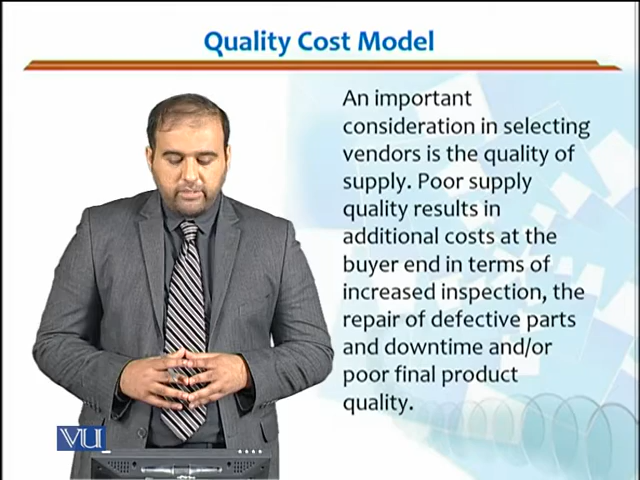 Quality Cost Model
An important
consideration in selecting
vendors is the quality of
supply. Poor supply
quality results in
additional costs at the
buyer end in terms of
increased inspection, the
repair of defective parts
and downtime and/or
poor final product
quality.
VU